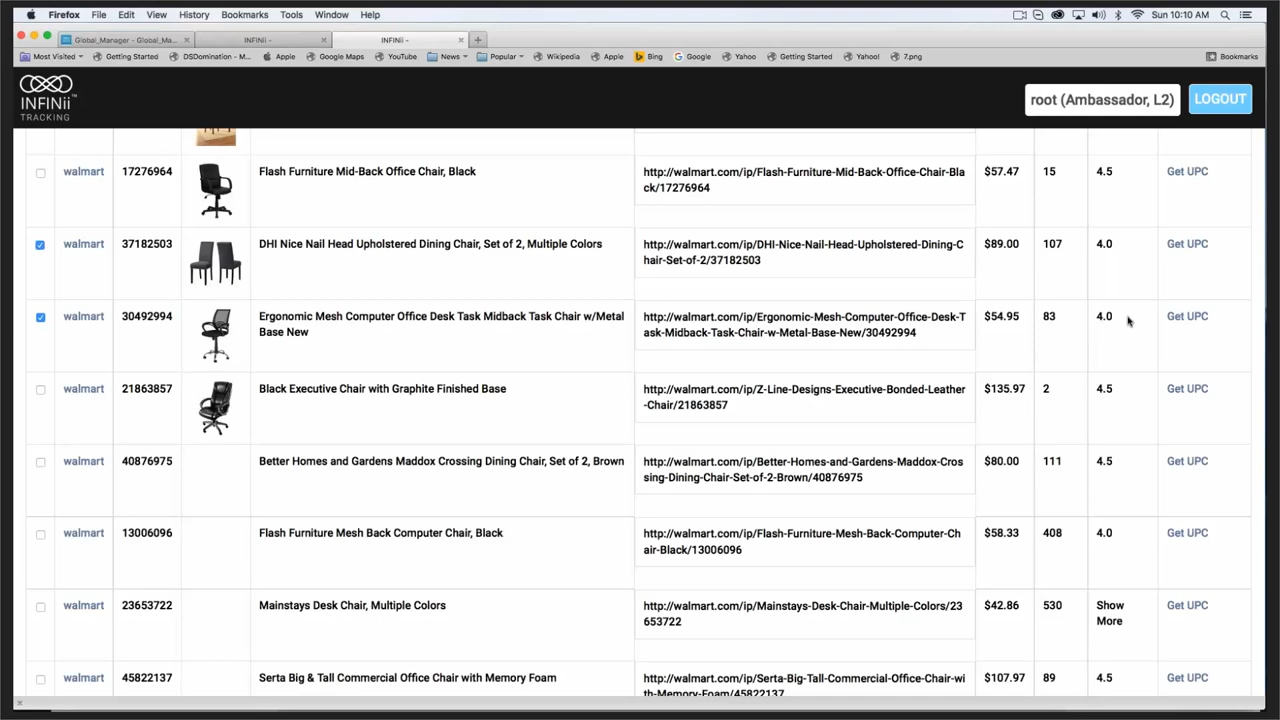 Firefox File Edit View History Bookmarks Tools Window Help Sun 10:10 AM
Global_Manager - Global_Ma... INFINii - INFINii -
Most Visited Getting Started DSDomination - M... Apple Google Maps YouTube News Popular Wikipedia Apple Bing Google Yahoo Getting Started Yahoo! 7.png Bookmarks
INFINii™
TRACKING
root (Ambassador, L2) LOGOUT
walmart 17276964 Flash Furniture Mid-Back Office Chair, Black http://walmart.com/ip/Flash-Furniture-Mid-Back-Office-Chair-Bla $57.47 15 4.5 Get UPC
ck/17276964
walmart 37182503 DHI Nice Nail Head Upholstered Dining Chair, Set of 2, Multiple Colors http://walmart.com/ip/DHI-Nice-Nail-Head-Upholstered-Dining-C $89.00 107 4.0 Get UPC
hair-Set-of-2/37182503
walmart 30492994 Ergonomic Mesh Computer Office Desk Task Midback Task Chair w/Metal http://walmart.com/ip/Ergonomic-Mesh-Computer-Office-Desk-T $54.95 83 4.0 Get UPC
Base New ask-Midback-Task-Chair-w-Metal-Base-New/30492994
walmart 21863857 Black Executive Chair with Graphite Finished Base http://walmart.com/ip/Z-Line-Designs-Executive-Bonded-Leather $135.97 2 4.5 Get UPC
-Chair/21863857
walmart 40876975 Better Homes and Gardens Maddox Crossing Dining Chair, Set of 2, Brown http://walmart.com/ip/Better-Homes-and-Gardens-Maddox-Cros $80.00 111 4.5 Get UPC
sing-Dining-Chair-Set-of-2-Brown/40876975
walmart 13006096 Flash Furniture Mesh Back Computer Chair, Black http://walmart.com/ip/Flash-Furniture-Mesh-Back-Computer-Ch $58.33 408 4.0 Get UPC
air-Black/13006096
walmart 23653722 Mainstays Desk Chair, Multiple Colors http://walmart.com/ip/Mainstays-Desk-Chair-Multiple-Colors/23 $42.86 530 Show Get UPC
653722 More
walmart 45822137 Serta Big & Tall Commercial Office Chair with Memory Foam http://walmart.com/ip/Serta-Big-Tall-Commercial-Office-Chair-wi $107.97 89 4.5 Get UPC
th-Memory-Foam/45822137